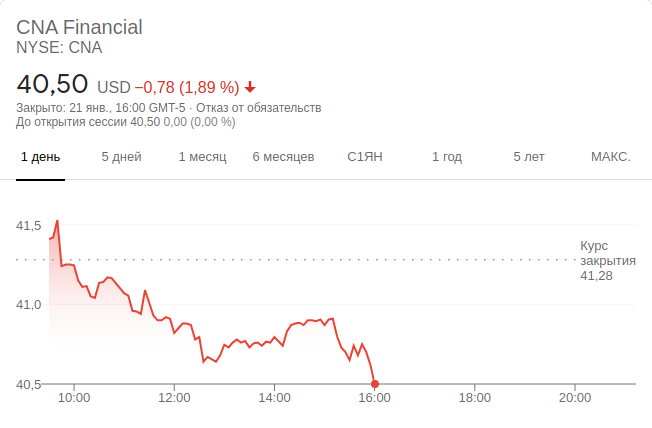 CNA Financial
NYSE: CNA
40,50 USD −0,78 (1,89 %)
Закрыто: 21 янв., 16:00 GMT-5 · Отказ от обязательств
До открытия сессии 40,50 0,00 (0,00 %)
1 день 5 дней 1 месяц 6 месяцев С1ЯН 1 год 5 лет МАКС.
41,5
Курс
закрытия
41,28
41,0
40,5
10:00 12:00 14:00 16:00 18:00 20:00